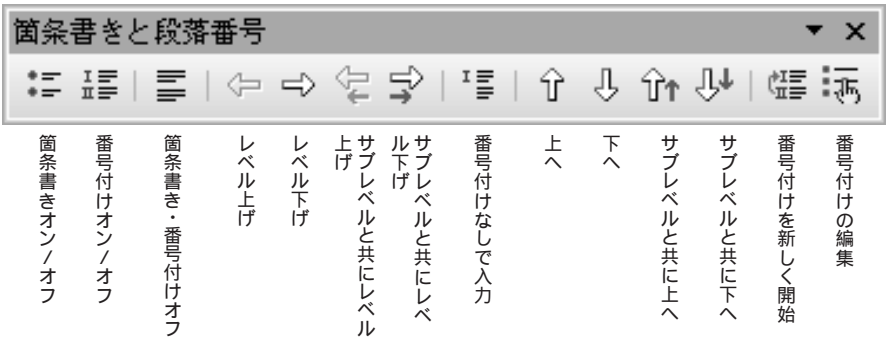 箇条書きと段落番号
箇条書きオン/オフ
番号付けオン/オフ
箇条書き・番号付けオフ
レベル上げ
レベル下げ
サブレベルと共にレベル
上げ
サブレベルと共にレベ
ル下げ
番号付けなしで入力
上へ
下へ
サブレベルと共に上へ
サブレベルと共に下へ
番号付けを新しく開始
番号付けの編集